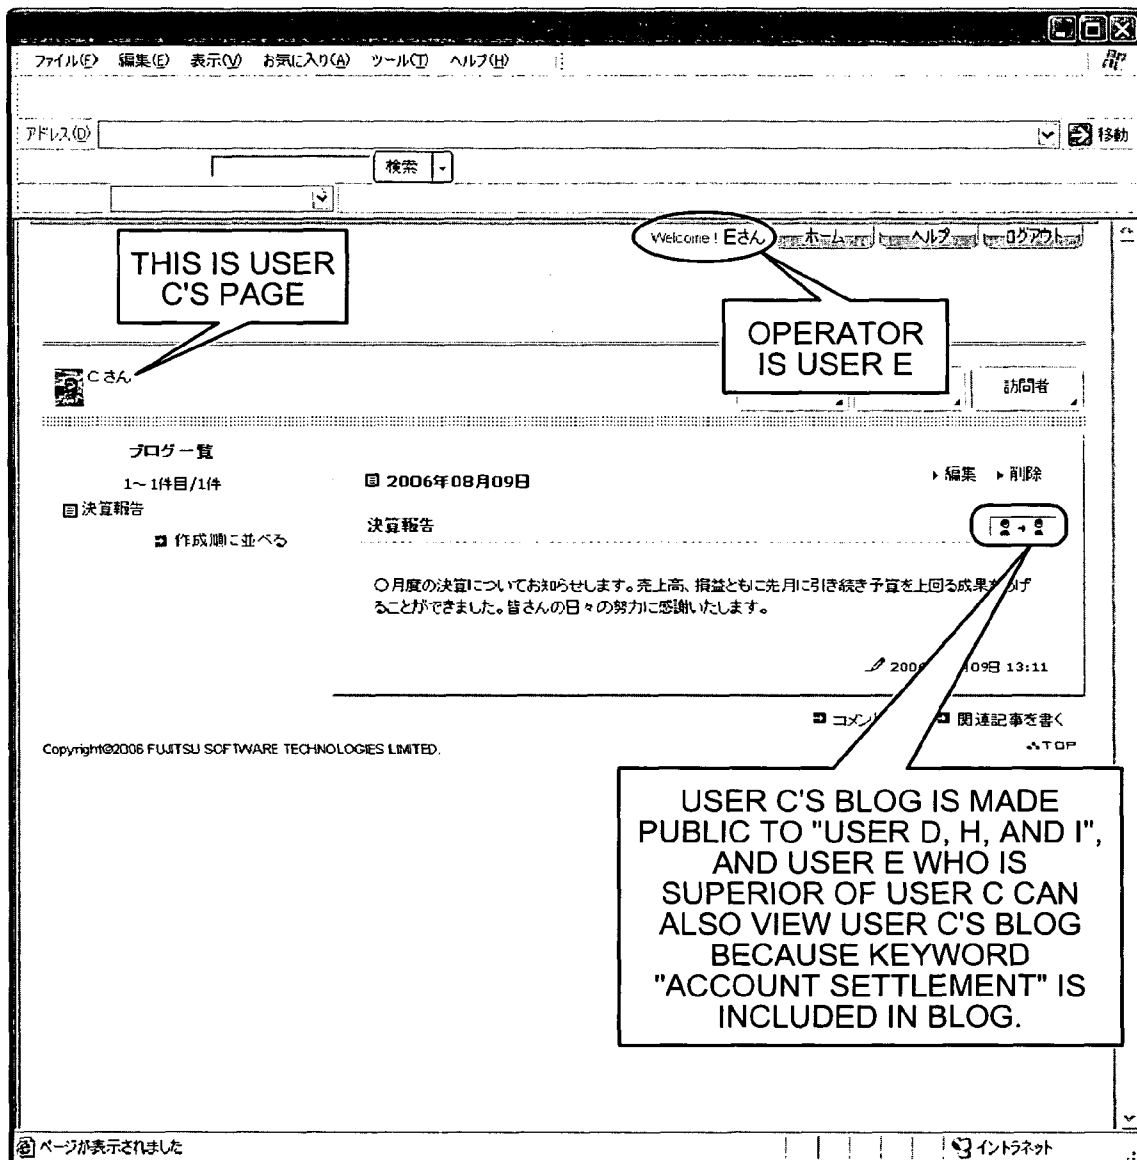 ファイル(F) 編集(E) 表示(V) お気に入り(A) ツール(T) ヘルプ(H)
アドレス(D) 移動
検索
Welcome ! Eさん ホーム ヘルプ ログアウト
THIS IS USER
C'S PAGE
OPERATOR
IS USER E
C さん
訪問者
ブログ一覧
1～1件目/1件
決算報告
作成順に並べる
2006年08月09日
編集 削除
決算報告
○月度の決算についてお知らせします。売上高、損益ともに先月に引き続き予算を上回る成果をあげ
ることができました。皆さんの日々の努力に感謝いたします。
2006 09日 13:11
コメント 関連記事を書く
Copyright©2006 FUJITSU SOFTWARE TECHNOLOGIES LIMITED.
TOP
USER C'S BLOG IS MADE
PUBLIC TO "USER D, H, AND I",
AND USER E WHO IS
SUPERIOR OF USER C CAN
ALSO VIEW USER C'S BLOG
BECAUSE KEYWORD
"ACCOUNT SETTLEMENT" IS
INCLUDED IN BLOG.
ページが表示されました
イントラネット